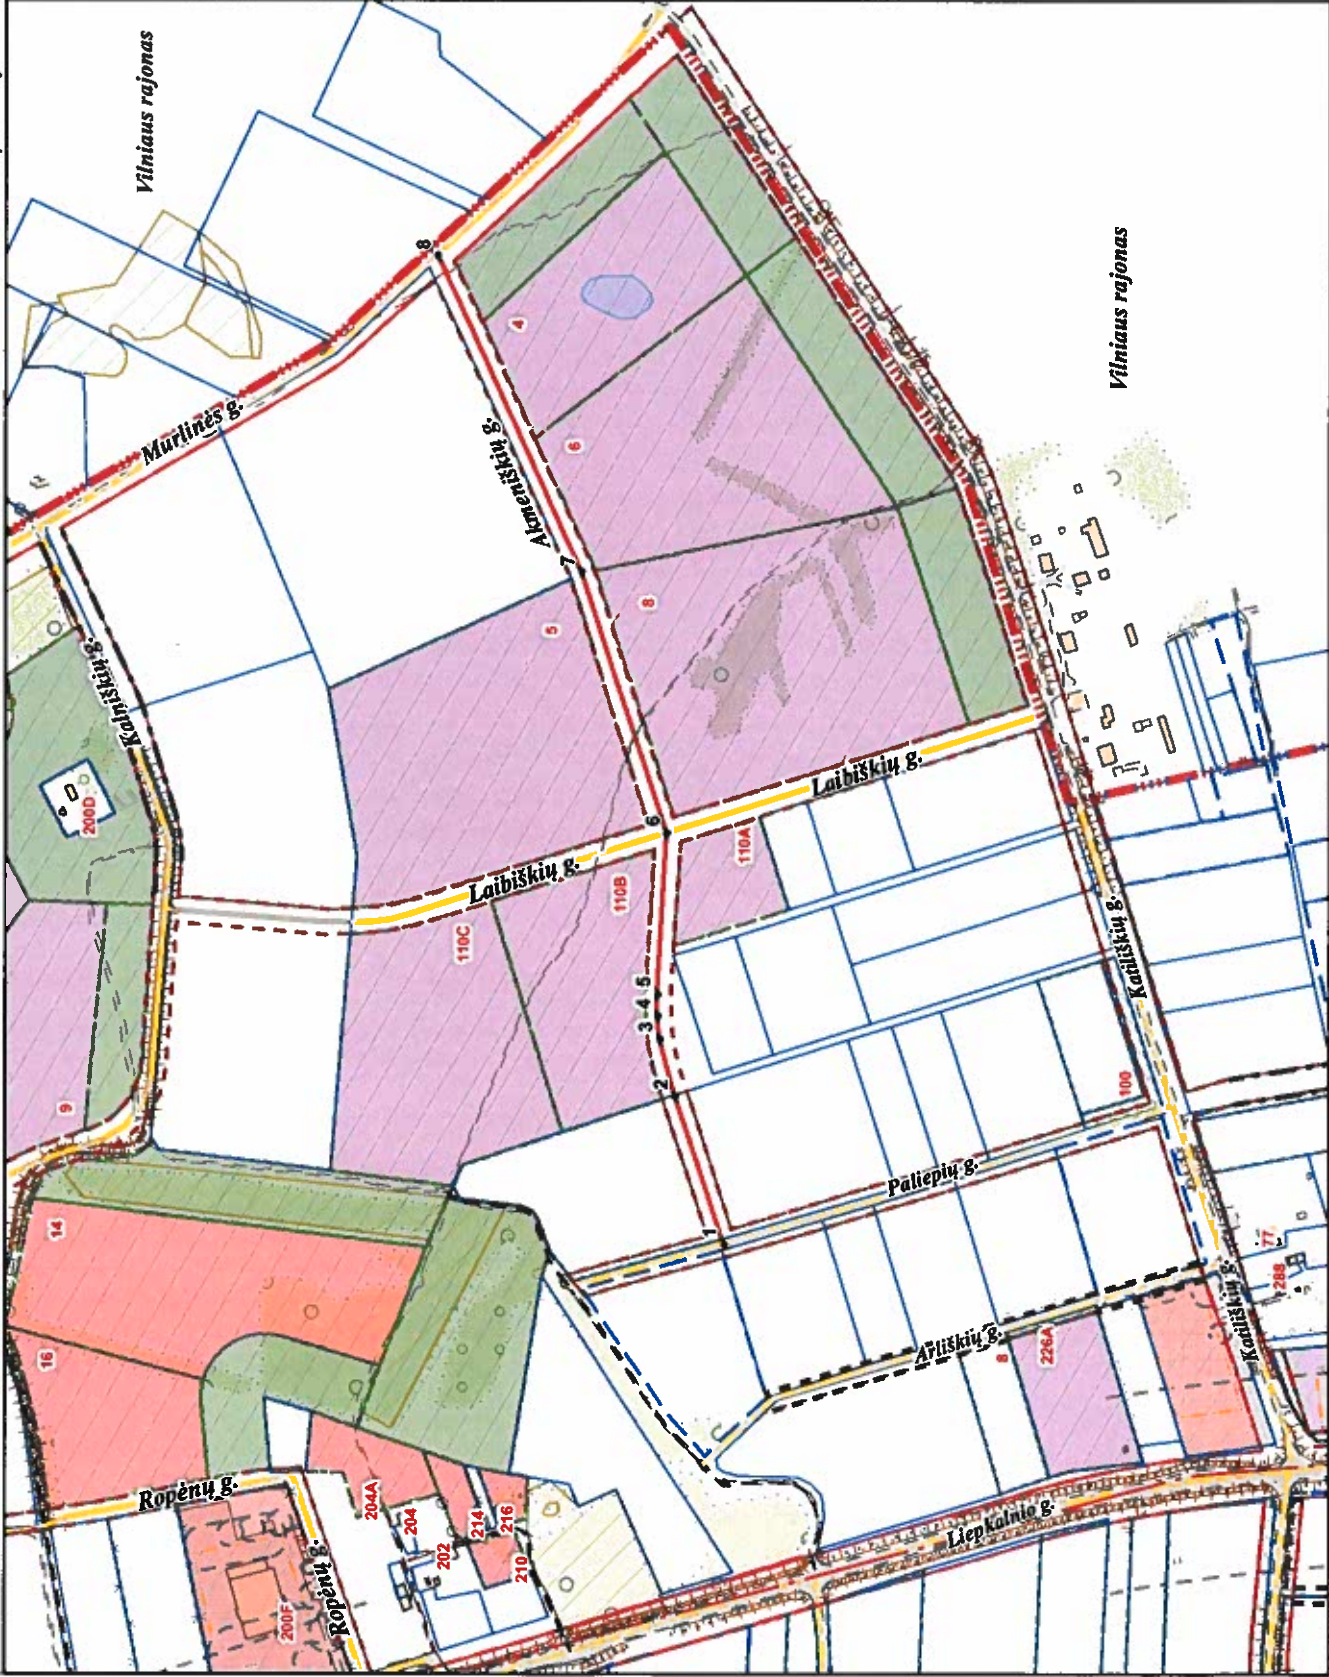 Vilniaus rajonas
Murlinės g.
8
4
Akmeniškių g.
6
7
5
8
Vilniaus rajonas
Kalniškių g.
200D
6
Laibiškių g.
Laibiškių g.
110A
110B
110C
3
4
5
2
1
9
14
16
Katiliškių g.
100
Paliepių g.
77
288
Katiliškių g.
Arliškių g.
8
226A
Ropėnų g.
204A
204
202
214
216
210
Liepkalnio g.
Ropėnų g.
200F